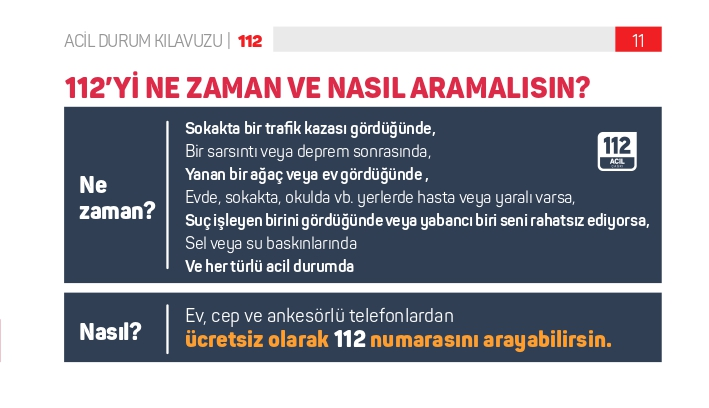 ACİL DURUM KILAVUZU | 112
11
112'Yİ NE ZAMAN VE NASIL ARAMALISIN?
Ne
zaman?
Sokakta bir trafik kazası gördüğünde,
Bir sarsıntı veya deprem sonrasında,
Yanan bir ağaç veya ev gördüğünde ,
Evde, sokakta, okulda vb. yerlerde hasta veya yaralı varsa,
Suç işleyen birini gördüğünde veya yabancı biri seni rahatsız ediyorsa,
Sel veya su baskınlarında
Ve her türlü acil durumda
112
ACİL
Nasıl?
Ev, cep ve ankesörlü telefonlardan
ücretsiz olarak 112 numarasını arayabilirsin.